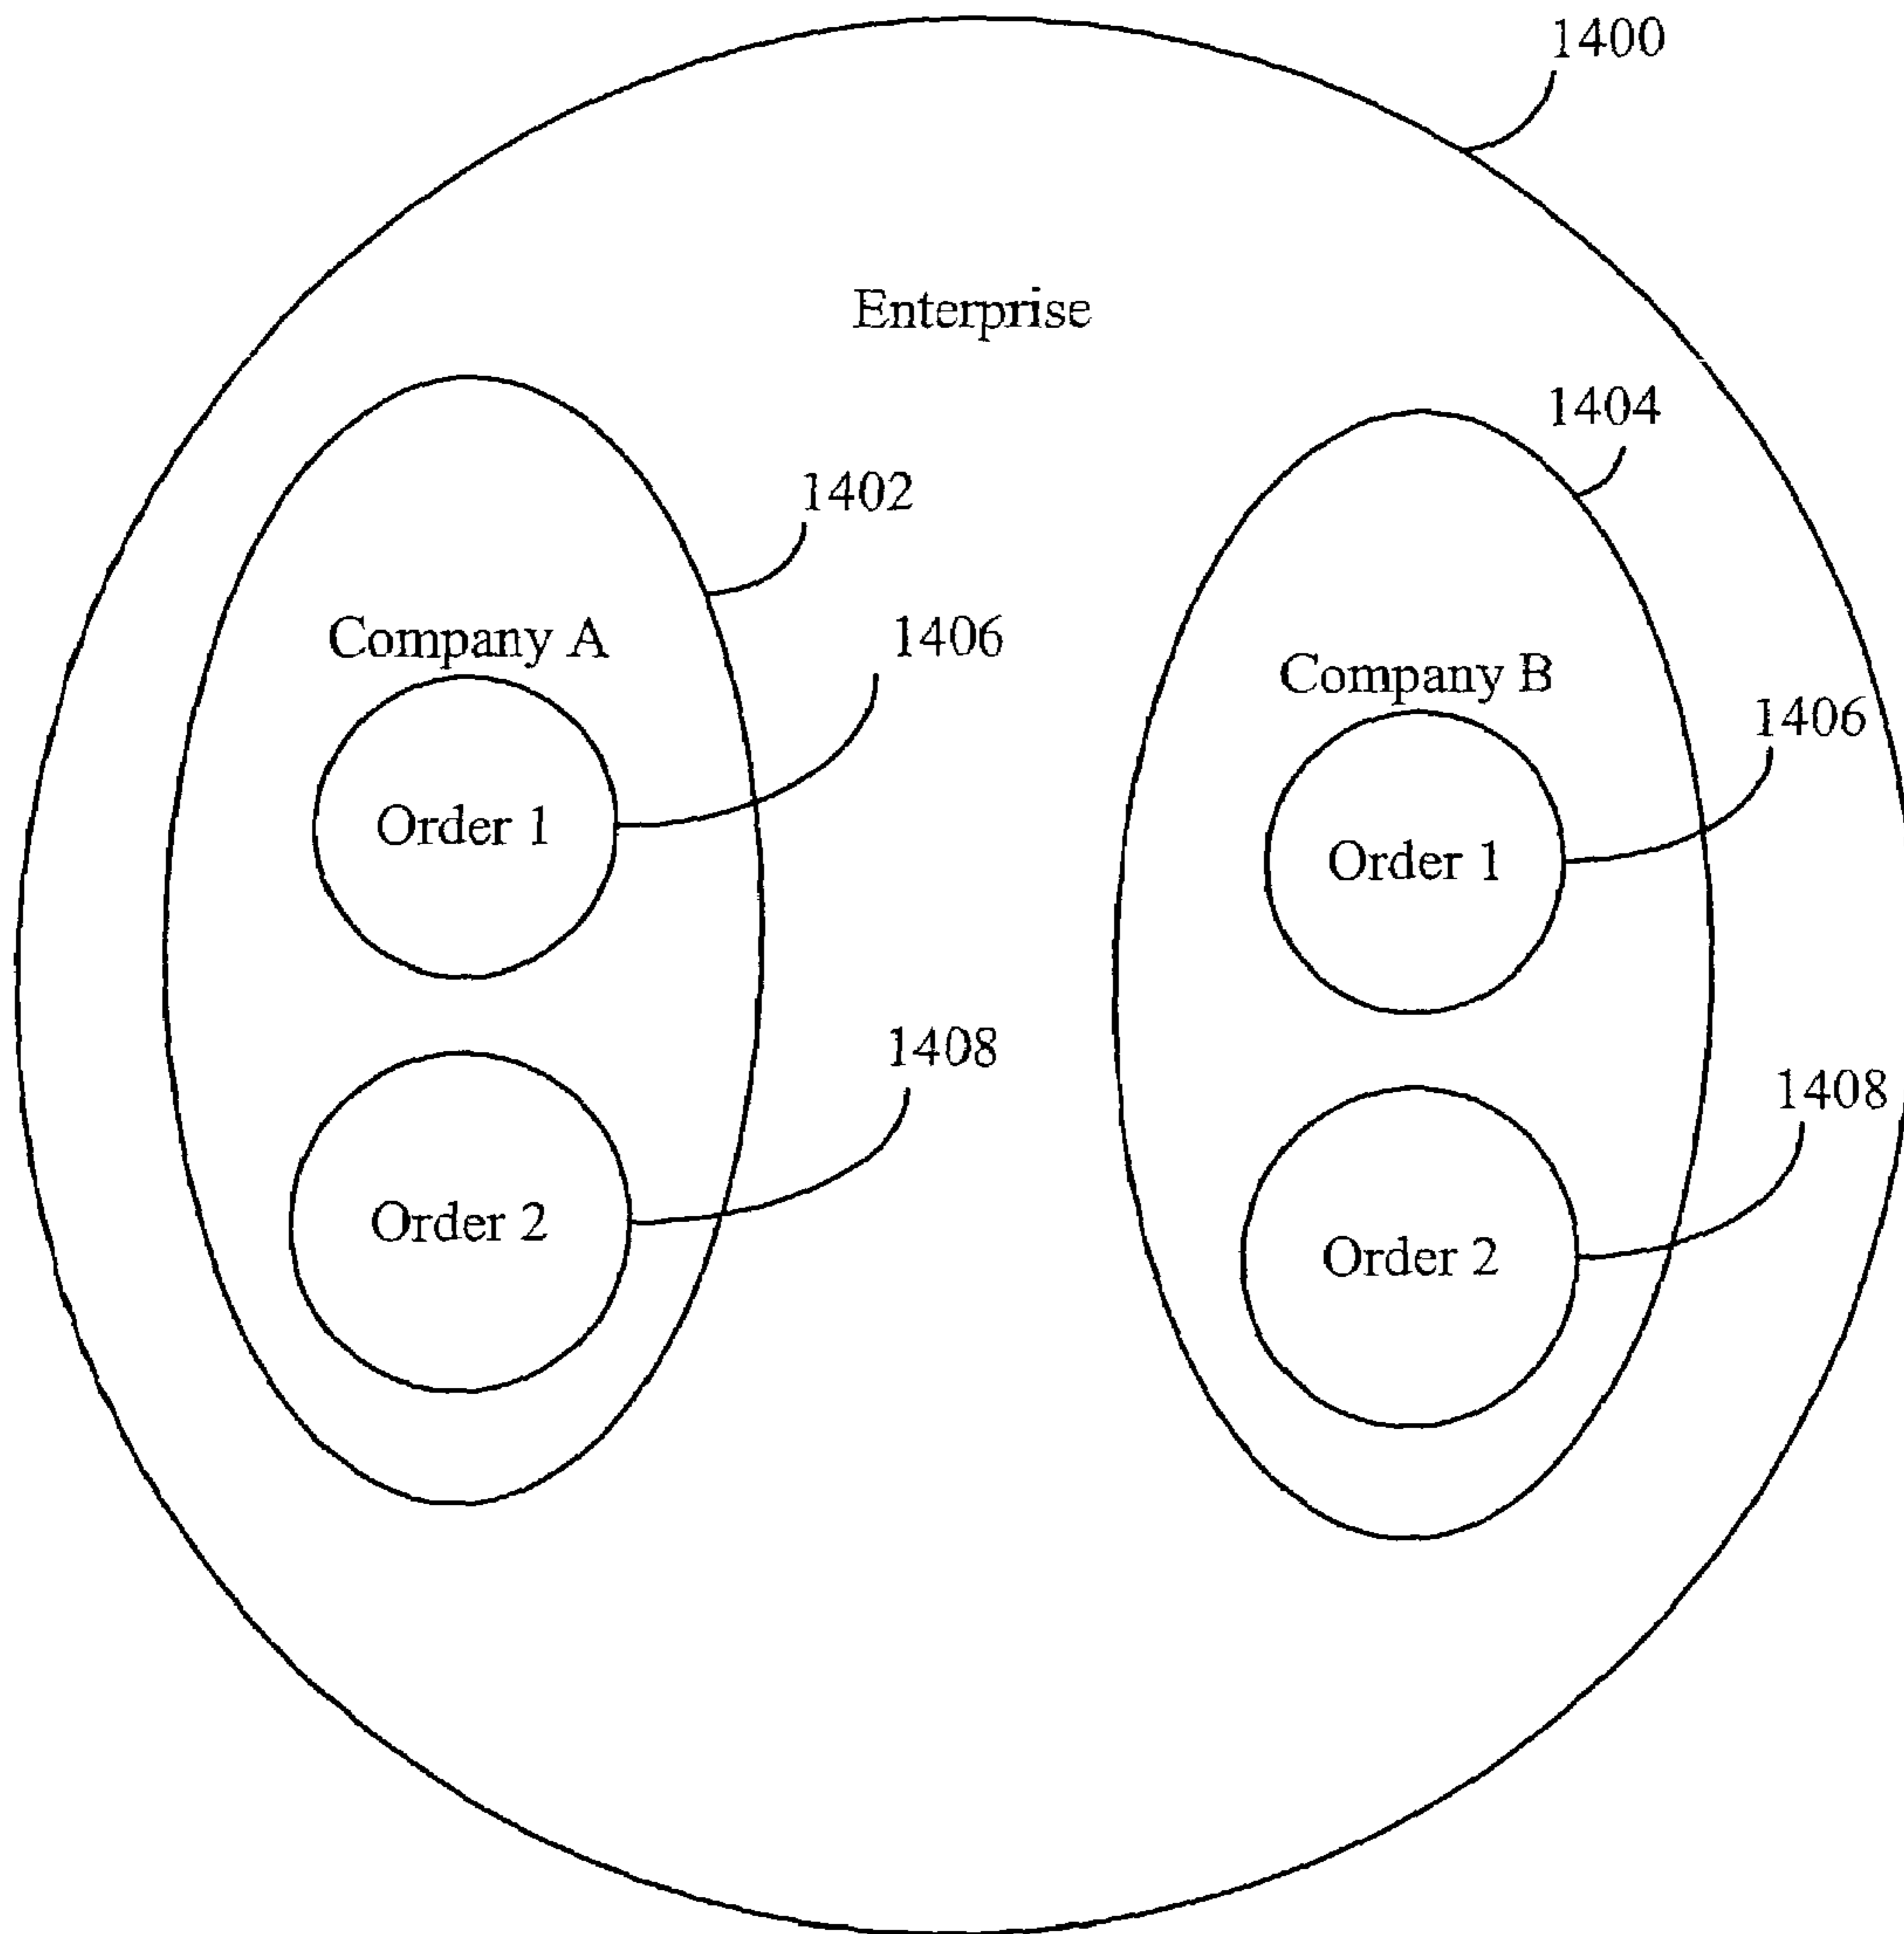 1400
Enterprise
1404
1402
Company A
1406
Company B
1406
Order 1
Order 1
1408
1408
Order 2
Order 2